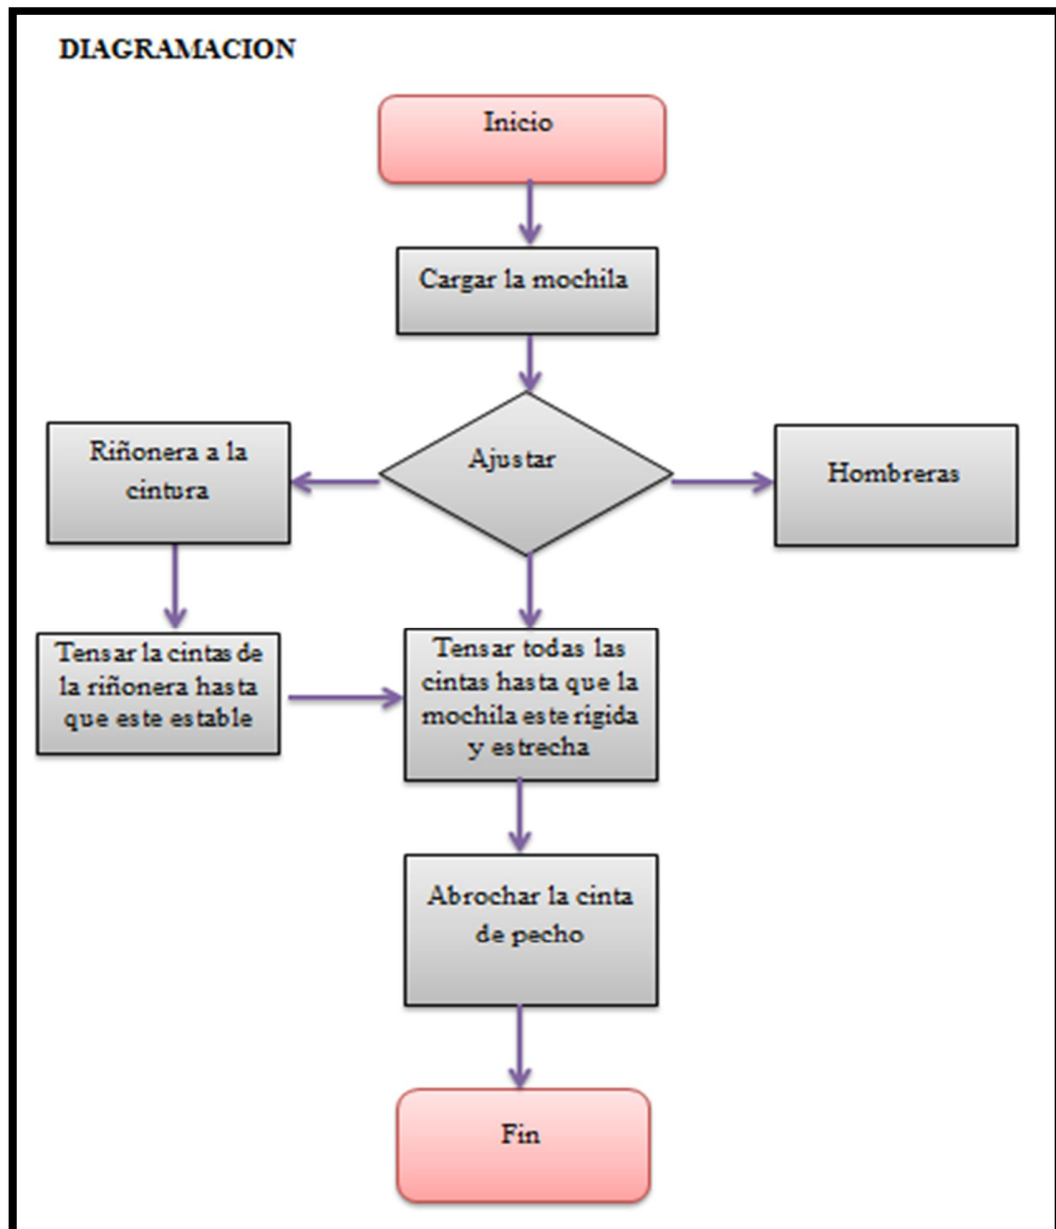 DIAGRAMACION
Inicio
Cargar la mochila
Ajustar
Riñonera a la
cintura
Hombreras
Tensar la cintas de
la riñonera hasta
que este estable
Tensar todas las
cintas hasta que la
mochila este rigida
y estrecha
Abrochar la cinta
de pecho
Fin